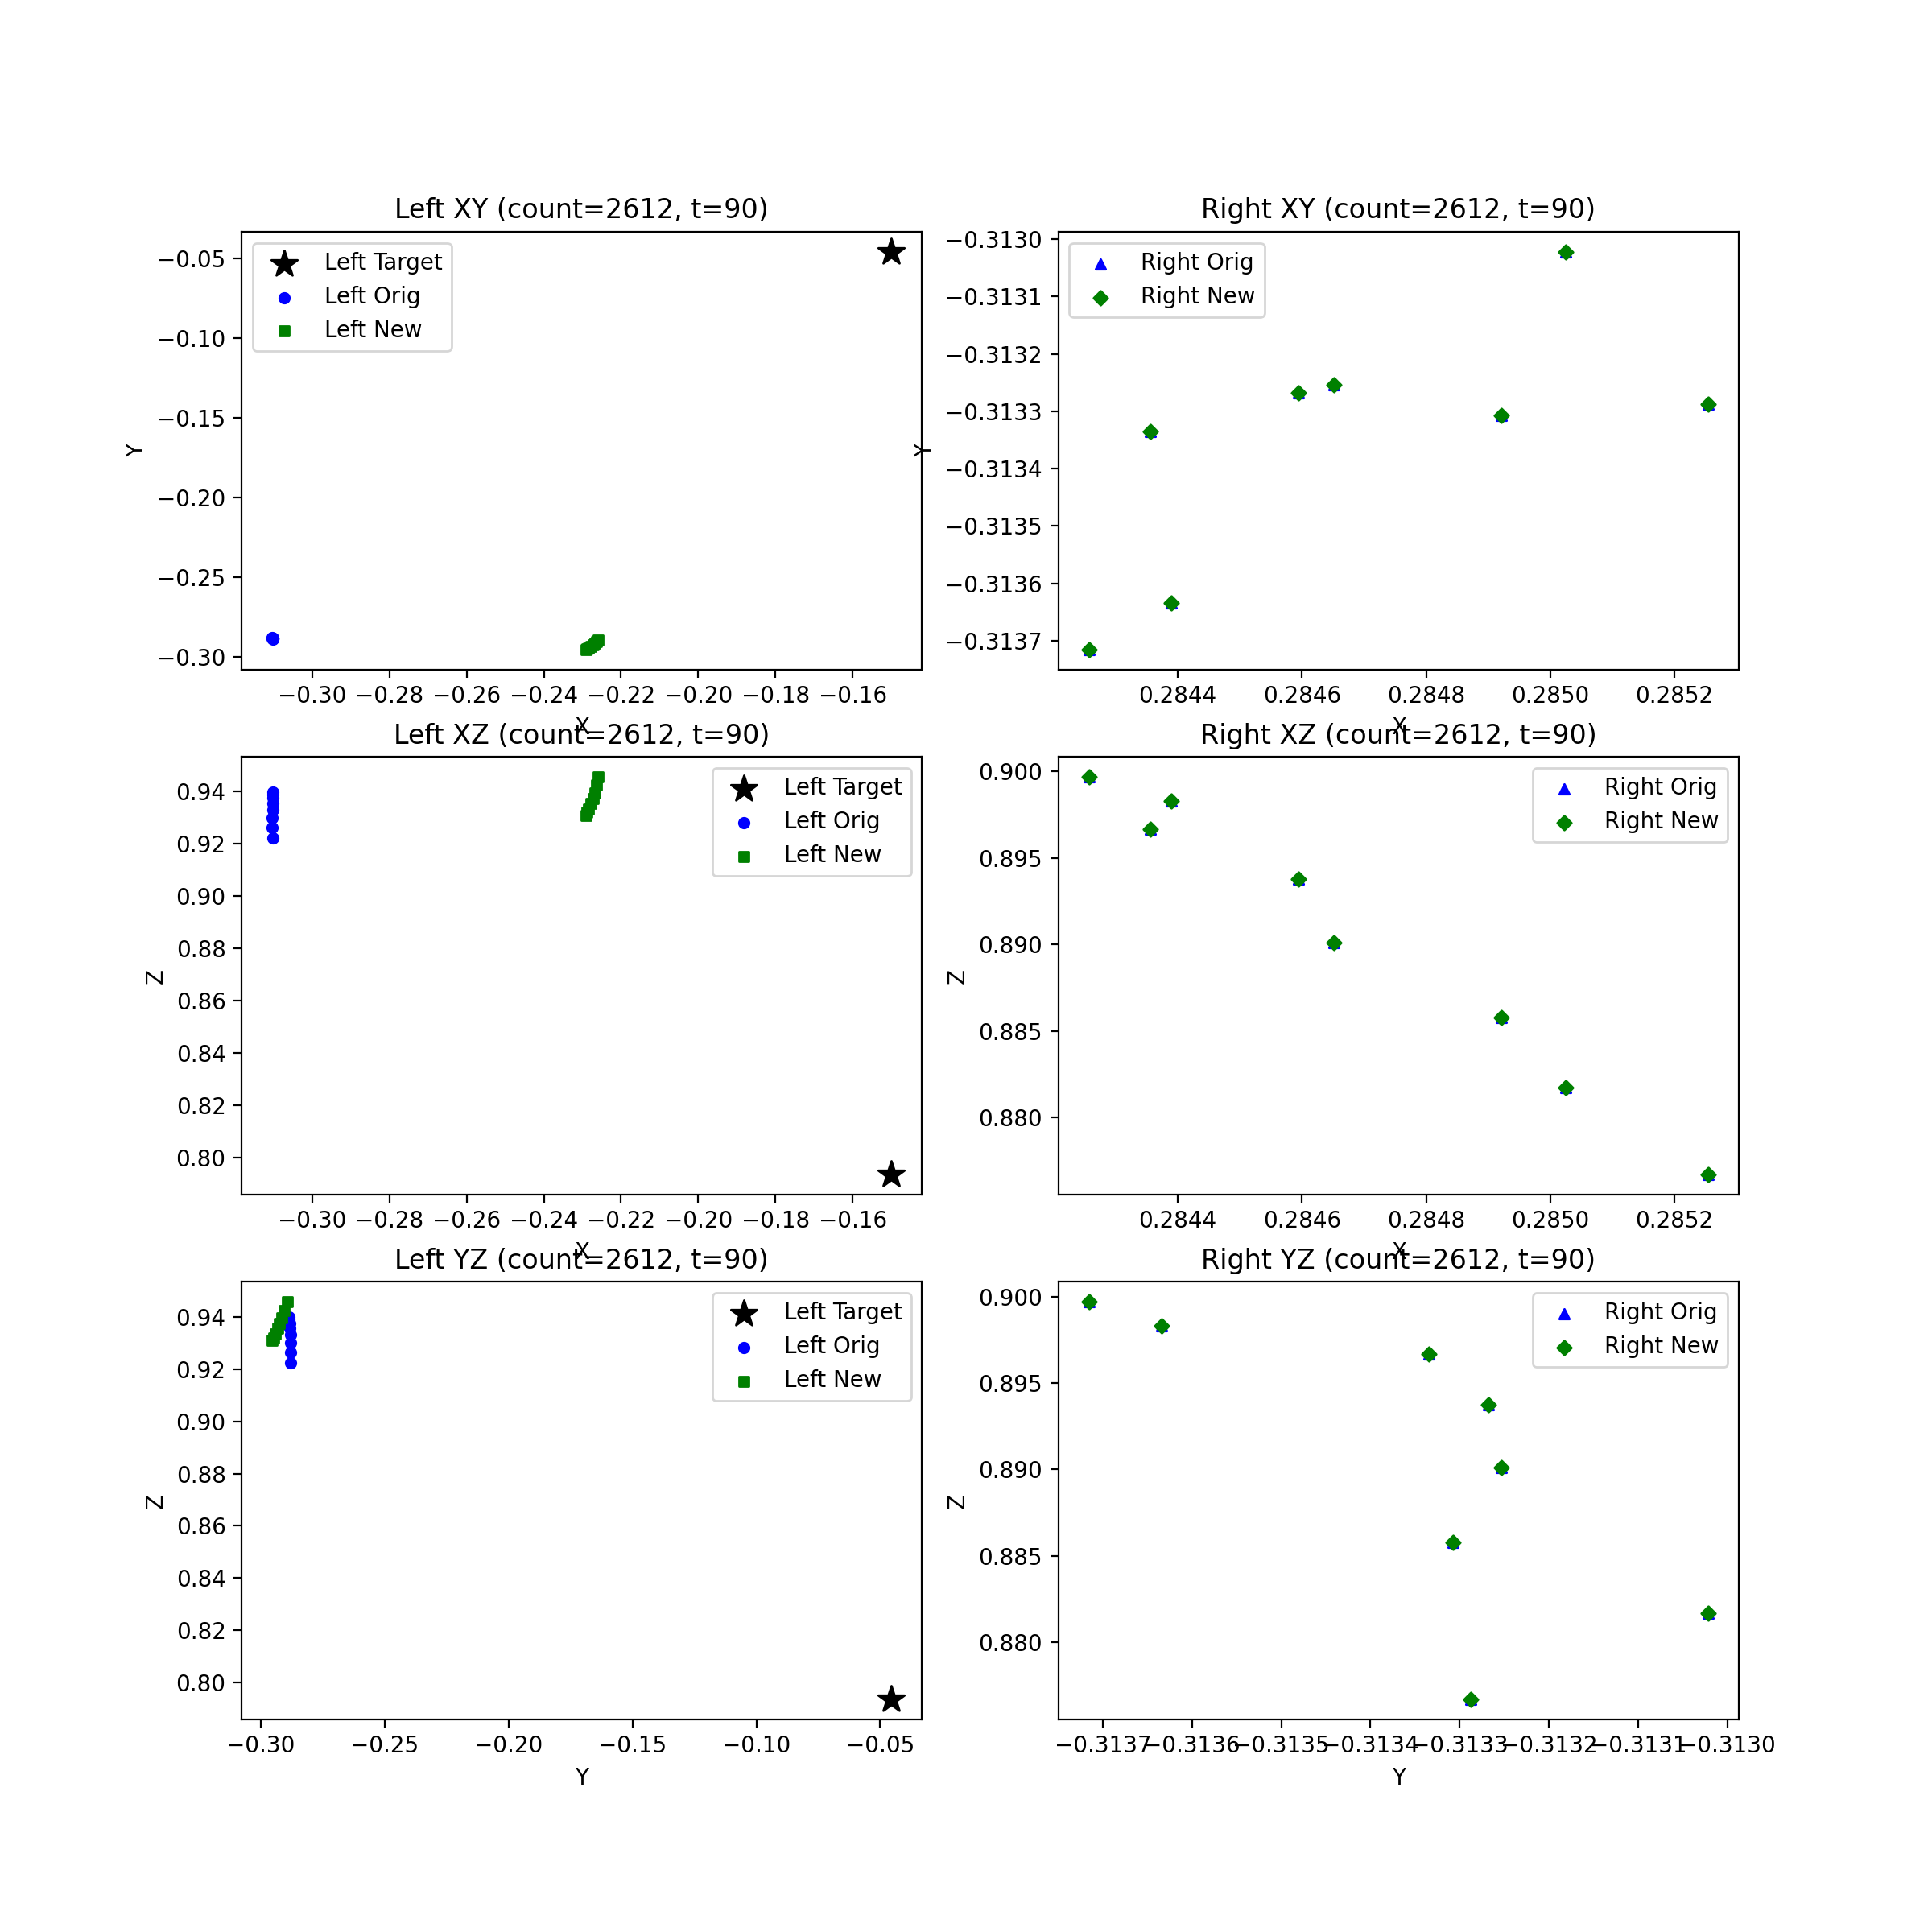 Left XY (count=2612, t=90)
Right XY (count=2612, t=90)
Left Target
Left Orig
Left New
Right Orig
Right New
−0.05
−0.10
−0.15
−0.20
−0.25
−0.30
Y
−0.30 −0.28 −0.26 −0.24 −0.22 −0.20 −0.18 −0.16
X
−0.3130
−0.3131
−0.3132
−0.3133
−0.3134
−0.3135
−0.3136
−0.3137
Y
0.2844 0.2846 0.2848 0.2850 0.2852
X
Left XZ (count=2612, t=90)
Right XZ (count=2612, t=90)
Left Target
Left Orig
Left New
Right Orig
Right New
0.94
0.92
0.90
0.88
0.86
0.84
0.82
0.80
Z
−0.30 −0.28 −0.26 −0.24 −0.22 −0.20 −0.18 −0.16
X
0.900
0.895
0.890
0.885
0.880
Z
0.2844 0.2846 0.2848 0.2850 0.2852
X
Left YZ (count=2612, t=90)
Right YZ (count=2612, t=90)
Left Target
Left Orig
Left New
Right Orig
Right New
0.94
0.92
0.90
0.88
0.86
0.84
0.82
0.80
Z
−0.30 −0.25 −0.20 −0.15 −0.10 −0.05
Y
0.900
0.895
0.890
0.885
0.880
Z
−0.3137 −0.3136 −0.3135 −0.3134 −0.3133 −0.3132 −0.3131 −0.3130
Y